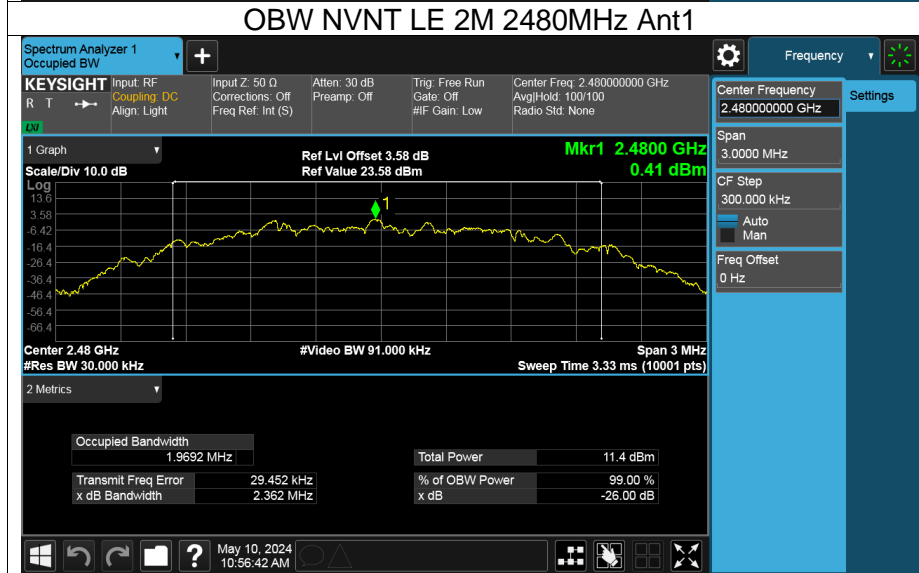 OBW NVNT LE 2M 2480MHz Ant1
Spectrum Analyzer 1
Occupied BW
+
Frequency
KEYSIGHT
R T
LXI
Input: RF
Coupling: DC
Align: Light
Input Z: 50 Ω
Corrections: Off
Freq Ref: Int (S)
Atten: 30 dB
Preamp: Off
Trig: Free Run
Gate: Off
#IF Gain: Low
Center Freq: 2.480000000 GHz
Avg|Hold: 100/100
Radio Std: None
Center Frequency
2.480000000 GHz
Settings
Span
3.0000 MHz
CF Step
300.000 kHz
Auto
Man
Freq Offset
0 Hz
1 Graph
Scale/Div 10.0 dB
Ref Lvl Offset 3.58 dB
Ref Value 23.58 dBm
Mkr1 2.4800 GHz
0.41 dBm
Log
13.6
3.58
-6.42
-16.4
-26.4
-36.4
-46.4
-56.4
-66.4
1
Center 2.48 GHz
#Res BW 30.000 kHz
#Video BW 91.000 kHz
Span 3 MHz
Sweep Time 3.33 ms (10001 pts)
2 Metrics
Occupied Bandwidth
1.9692 MHz
Total Power 11.4 dBm
Transmit Freq Error 29.452 kHz
% of OBW Power 99.00 %
x dB Bandwidth 2.362 MHz
x dB -26.00 dB
?
May 10, 2024
10:56:42 AM